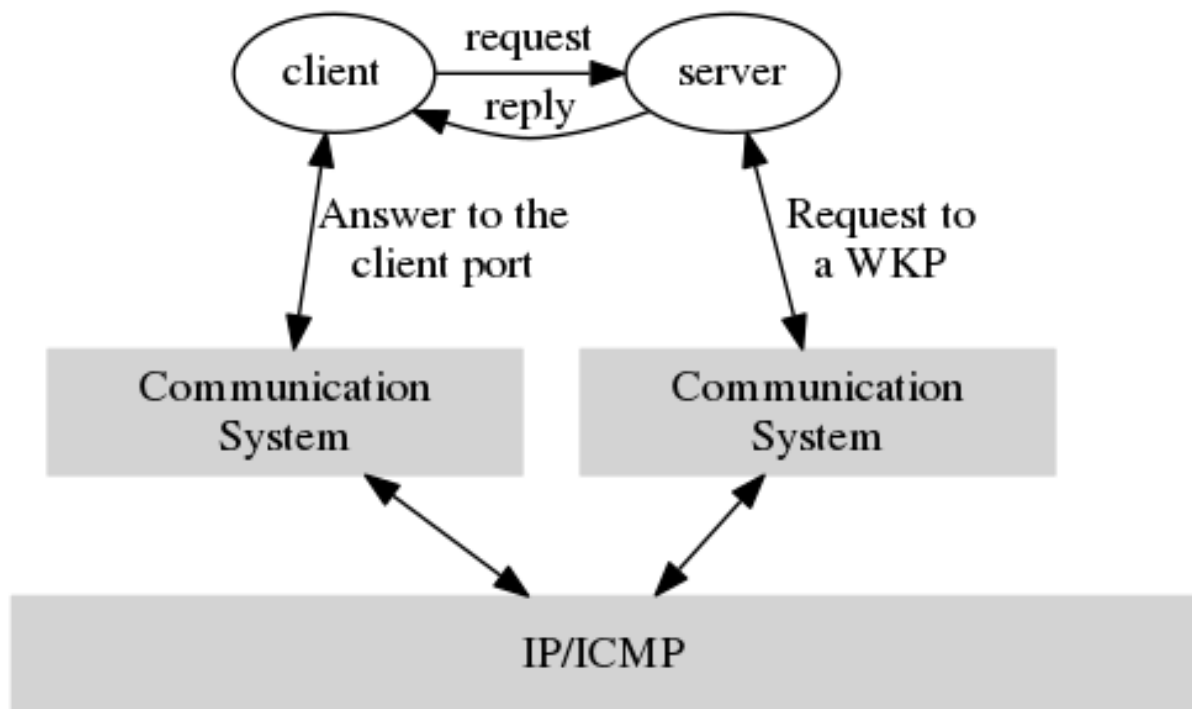 request
client
server
reply
Answer to the
client port
Request to
a WKP
Communication
System
Communication
System
IP/ICMP